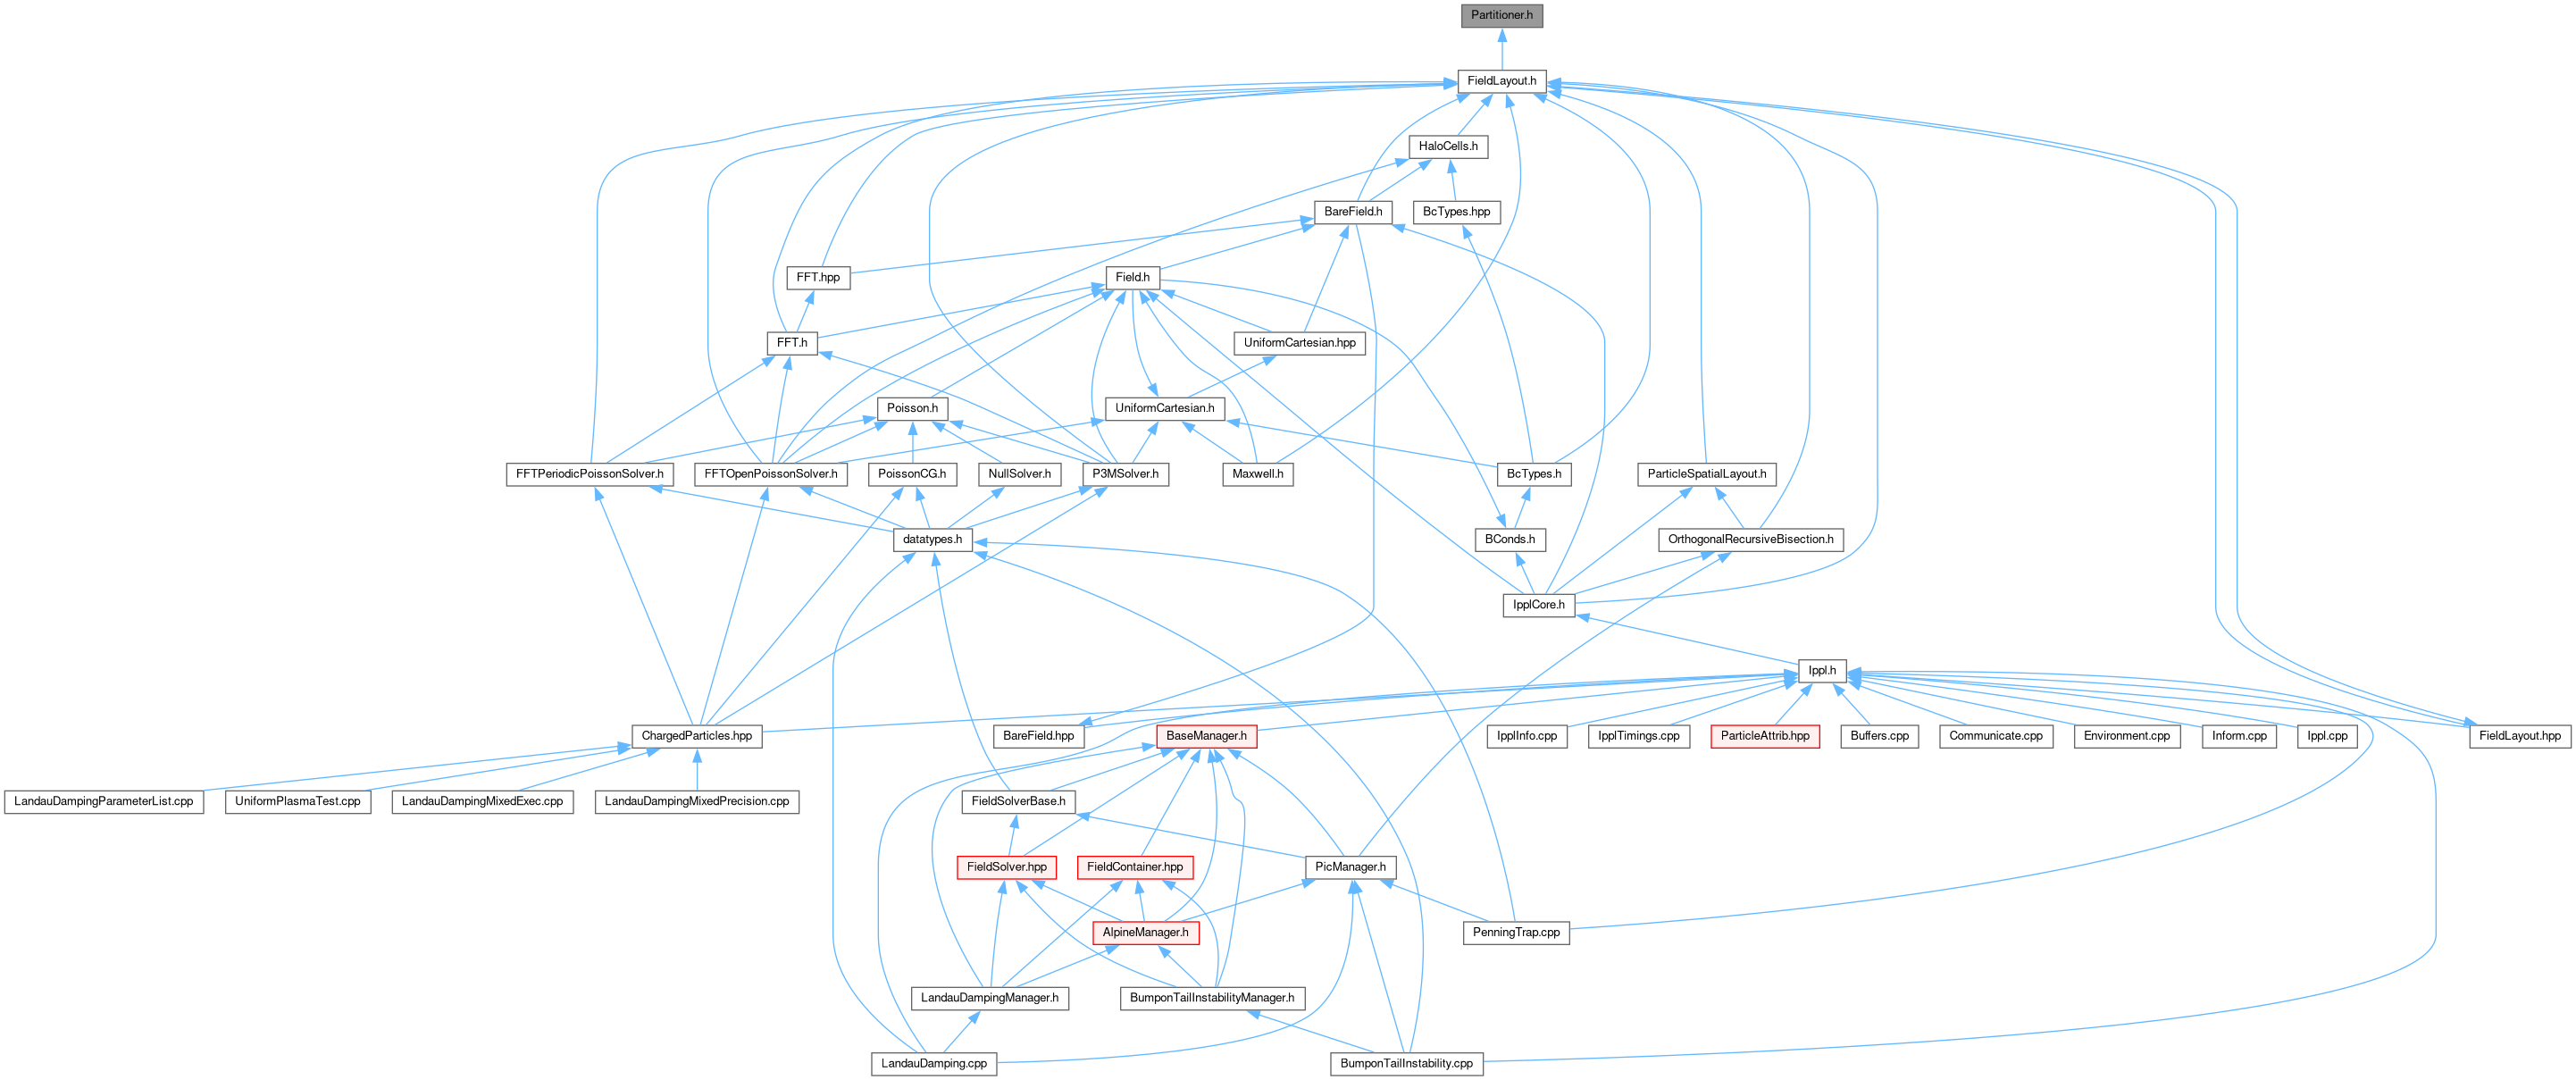 Partitioner.h
FieldLayout.h
HaloCells.h
BareField.h
BcTypes.hpp
FFT.hpp
Field.h
FFT.h
UniformCartesian.hpp
Poisson.h
UniformCartesian.h
FFTPeriodicPoissonSolver.h
FFTOpenPoissonSolver.h
PoissonCG.h
NullSolver.h
P3MSolver.h
Maxwell.h
BcTypes.h
ParticleSpatialLayout.h
datatypes.h
BConds.h
OrthogonalRecursiveBisection.h
IpplCore.h
Ippl.h
ChargedParticles.hpp
BareField.hpp
BaseManager.h
IpplInfo.cpp
IpplTimings.cpp
ParticleAttrib.hpp
Buffers.cpp
Communicate.cpp
Environment.cpp
Inform.cpp
Ippl.cpp
FieldLayout.hpp
LandauDampingParameterList.cpp
UniformPlasmaTest.cpp
LandauDampingMixedExec.cpp
LandauDampingMixedPrecision.cpp
FieldSolverBase.h
FieldSolver.hpp
FieldContainer.hpp
PicManager.h
AlpineManager.h
PenningTrap.cpp
LandauDampingManager.h
BumponTailInstabilityManager.h
LandauDamping.cpp
BumponTailInstability.cpp